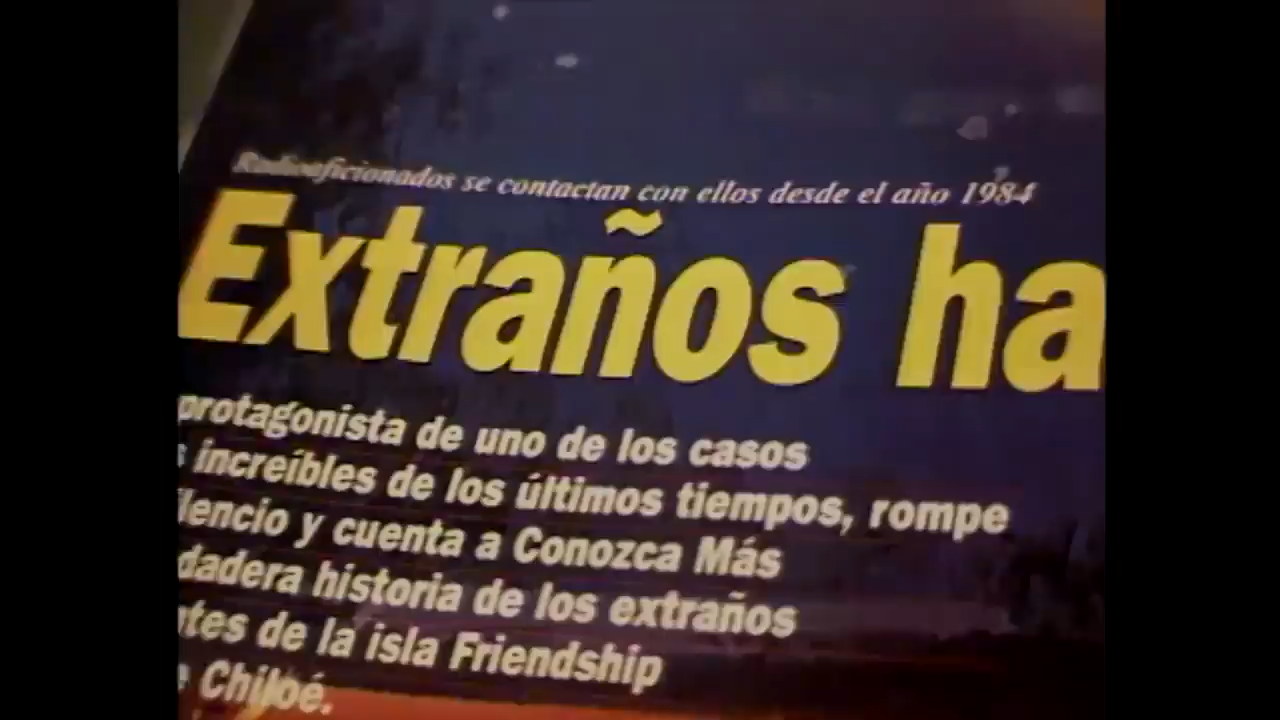 Radioaficionados se contactan con ellos desde el año 1984
Extraños ha
protagonista de uno de los casos
s increíbles de los últimos tiempos, rompe
lencio y cuenta a Conozca Más
dadera historia de los extraños
ntes de la isla Friendship
e Chiloé.